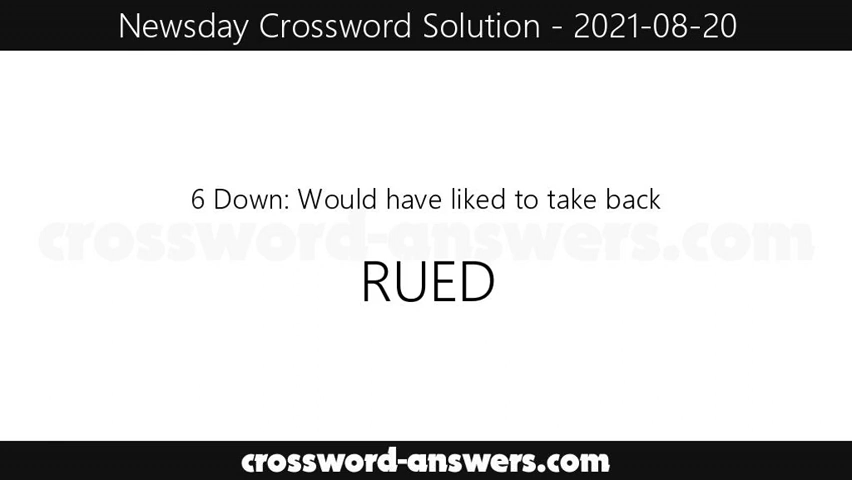 Newsday Crossword Solution - 2021-08-20
6 Down: Would have liked to take back
crossword-answers.com
RUED
crossword-answers.com